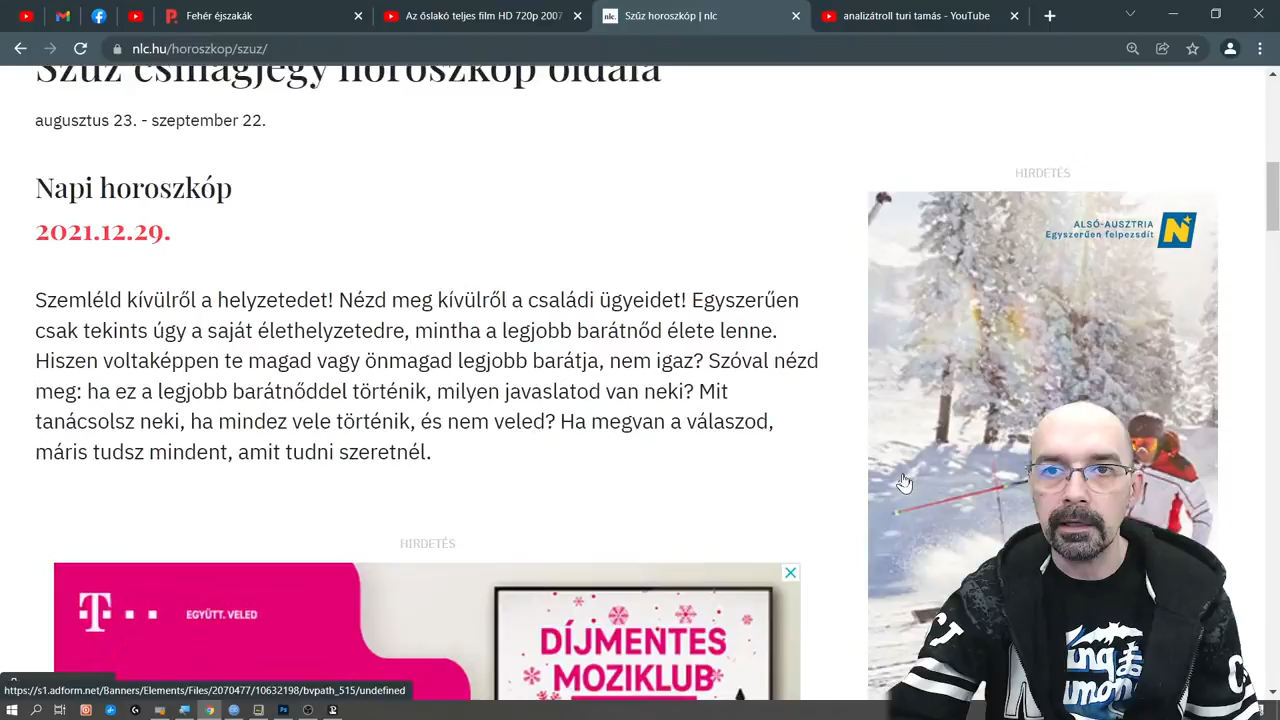 Fehér éjszakák
Az őslakó teljes film HD 720p 2007
Szűz horoszkóp | nlc
analizátroll turi tamás - YouTube
nlc.hu/horoszkop/szuz/
Szűz csillagjegy horoszkóp oldala
augusztus 23. - szeptember 22.
HIRDETÉS
Napi horoszkóp
2021.12.29.
ALSÓ-AUSZTRIA
Egyszerűen felpezsdít
N
Szemléld kívülről a helyzetedet! Nézd meg kívülről a családi ügyeidet! Egyszerűen
csak tekints úgy a saját élethelyzetedre, mintha a legjobb barátnőd élete lenne.
Hiszen voltaképpen te magad vagy önmagad legjobb barátja, nem igaz? Szóval nézd
meg: ha ez a legjobb barátnőddel történik, milyen javaslatod van neki? Mit
tanácsolsz neki, ha mindez vele történik, és nem veled? Ha megvan a válaszod,
máris tudsz mindent, amit tudni szeretnél.
HIRDETÉS
T
EGYÜTT. VELED
DÍJMENTES
MOZIKLUB
https://s1.adform.net/Banners/Elements/Files/2070477/10632198/bvpath_515/undefined